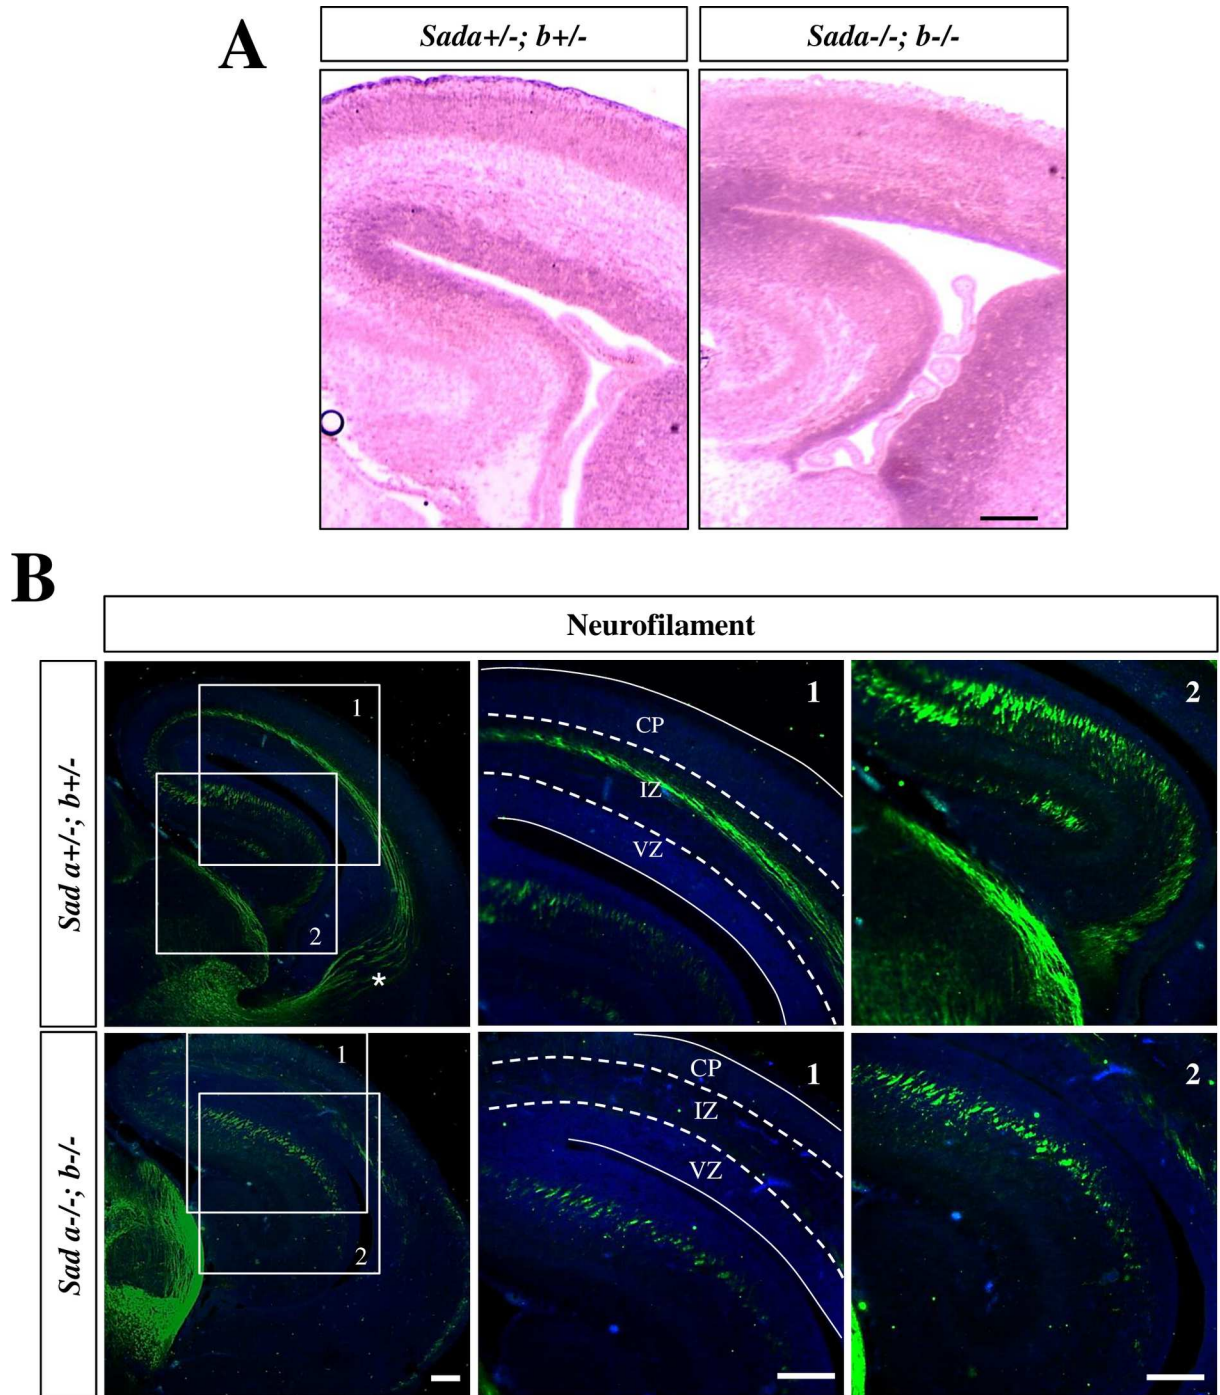 A
Sada+/-; b+/-
Sada-/-; b-/-
B
Neurofilament
Sad a+/-; b+/-
1
2
*
CP
IZ
VZ
1
2
Sad a-/-; b-/-
1
2
CP
IZ
VZ
1
2